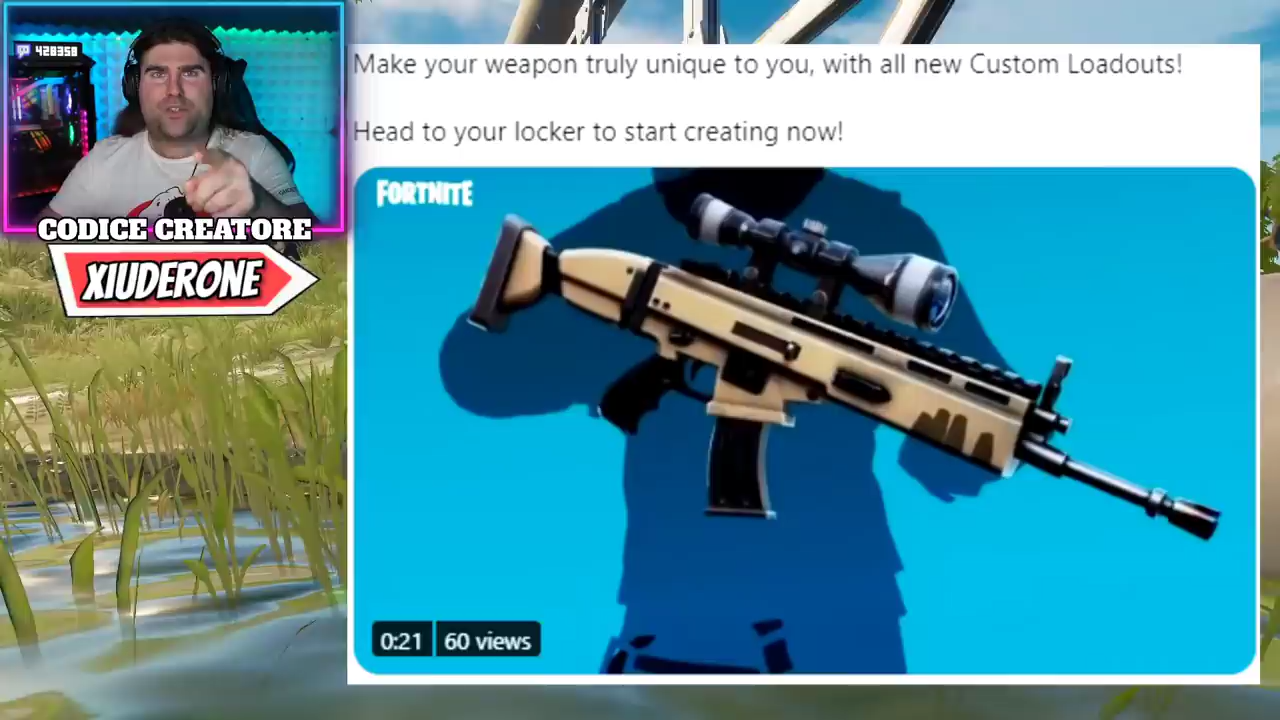 428358
Make your weapon truly unique to you, with all new Custom Loadouts!
Head to your locker to start creating now!
FORTNITE
CODICE CREATORE
XIUDERONE
0:21
60 views